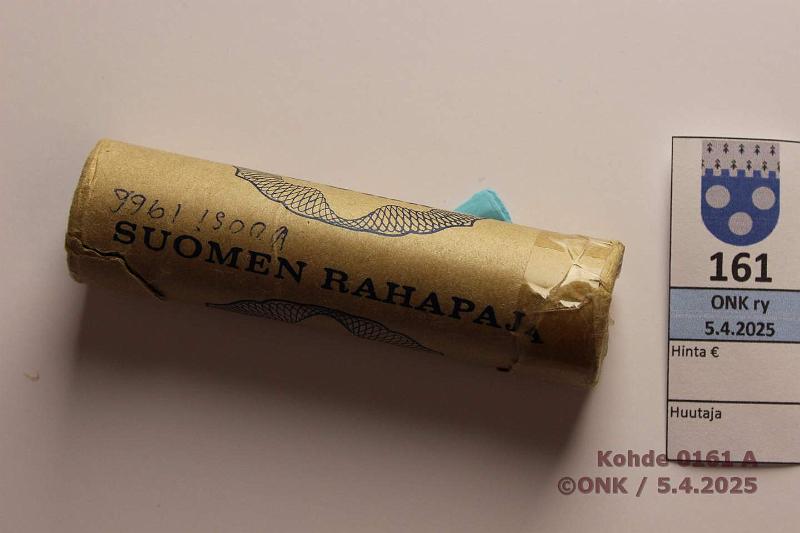 VUOSI 1966
SUOMEN RAHAPAJA
161
ONK ry
5.4.2025
Hinta €
Huutaja
Kohde 0161 A
©ONK / 5.4.2025